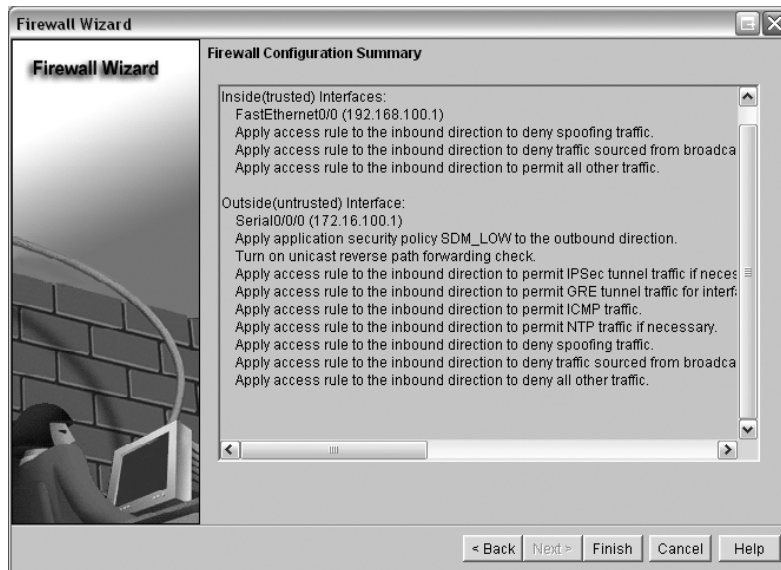 Firewall Wizard
Firewall Wizard
Firewall Configuration Summary
Inside(trusted) Interfaces:
FastEthernet0/0 (192.168.100.1)
Apply access rule to the inbound direction to deny spoofing traffic.
Apply access rule to the inbound direction to deny traffic sourced from broadca
Apply access rule to the inbound direction to permit all other traffic.
Outside(untrusted) Interface:
Serial0/0/0 (172.16.100.1)
Apply application security policy SDM_LOW to the outbound direction.
Turn on unicast reverse path forwarding check.
Apply access rule to the inbound direction to permit IPSec tunnel traffic if neces
Apply access rule to the inbound direction to permit GRE tunnel traffic for interf
Apply access rule to the inbound direction to permit ICMP traffic.
Apply access rule to the inbound direction to permit NTP traffic if necessary.
Apply access rule to the inbound direction to deny spoofing traffic.
Apply access rule to the inbound direction to deny traffic sourced from broadca
Apply access rule to the inbound direction to deny all other traffic.
< Back Next > Finish Cancel Help